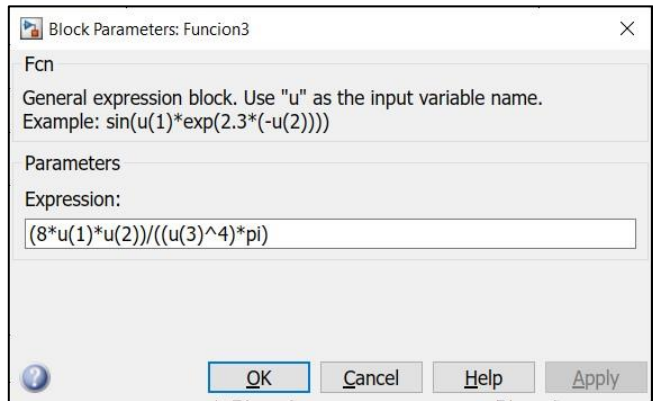 Block Parameters: Funcion3
Fcn
General expression block. Use "u" as the input variable name.
Example: sin(u(1)*exp(2.3*(-u(2))))
Parameters
Expression:
(8*u(1)*u(2))/((u(3)^4)*pi)
OK Cancel Help Apply